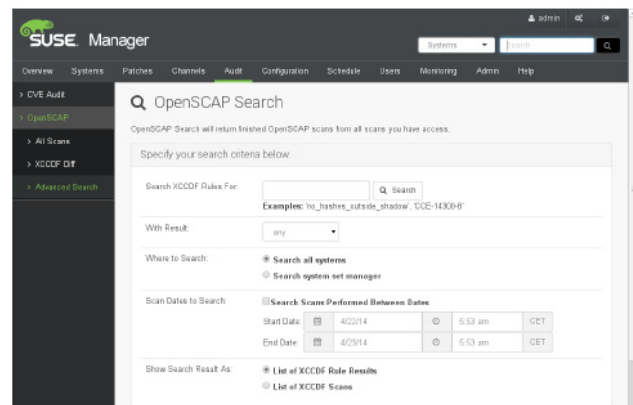 admin
SUSE Manager
Systems
Search
Overview Systems Patches Channels Audit Configuration Schedule Users Monitoring Admin Help
> CVE Audit
> OpenSCAP
> All Scans
> XCCDF Diff
> Advanced Search
OpenSCAP Search
OpenSCAP Search will return finished OpenSCAP scans from all scans you have access.
Specify your search criteria below.
Search XCCDF Rules For:
Search
Examples: 'no_hashes_outside_shadow', 'CCE-14300-8'
With Result: any
Where to Search: Search all systems
Search system set manager
Scan Dates to Search: Search Scans Performed Between Dates
Start Date: 4/22/14 5:53 am CET
End Date: 4/29/14 5:53 am CET
Show Search Result As: List of XCCDF Rule Results
List of XCCDF Scans